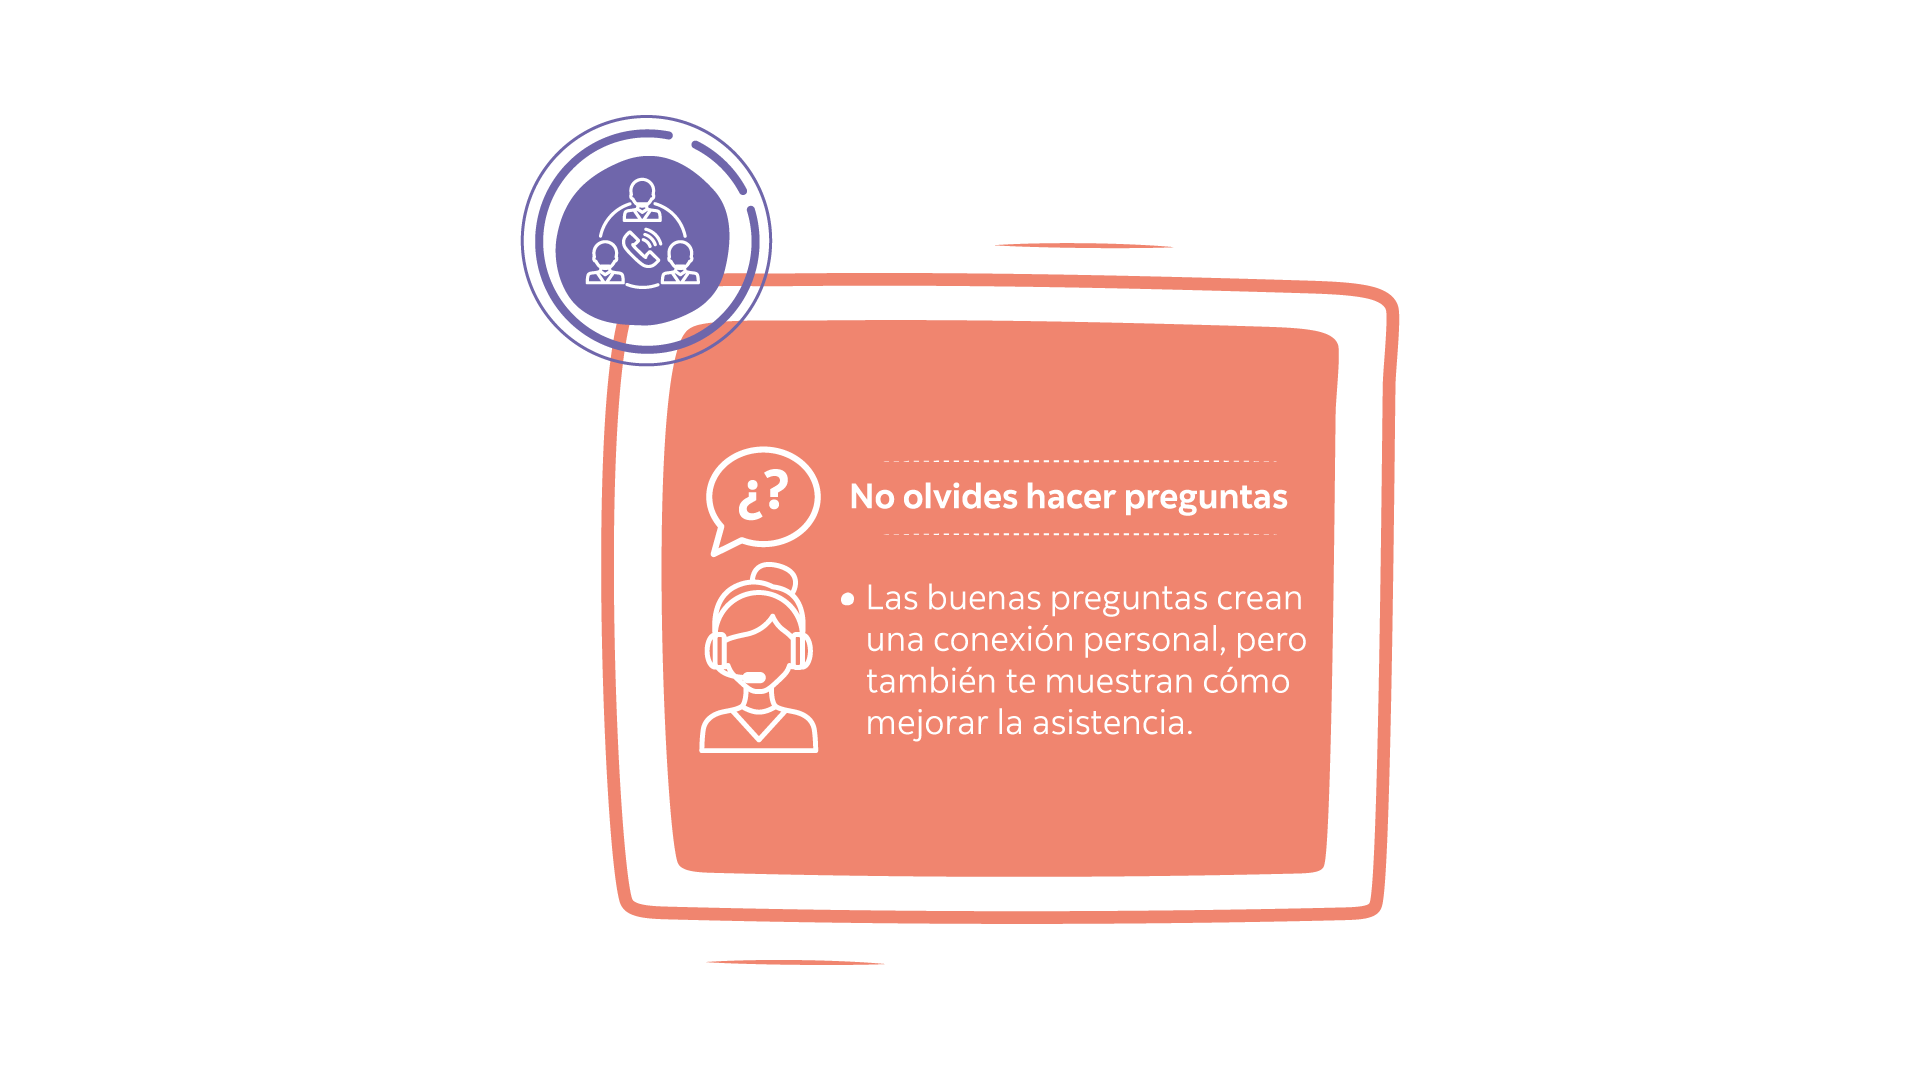 ¿?
No olvides hacer preguntas
• Las buenas preguntas crean
una conexión personal, pero
también te muestran cómo
mejorar la asistencia.